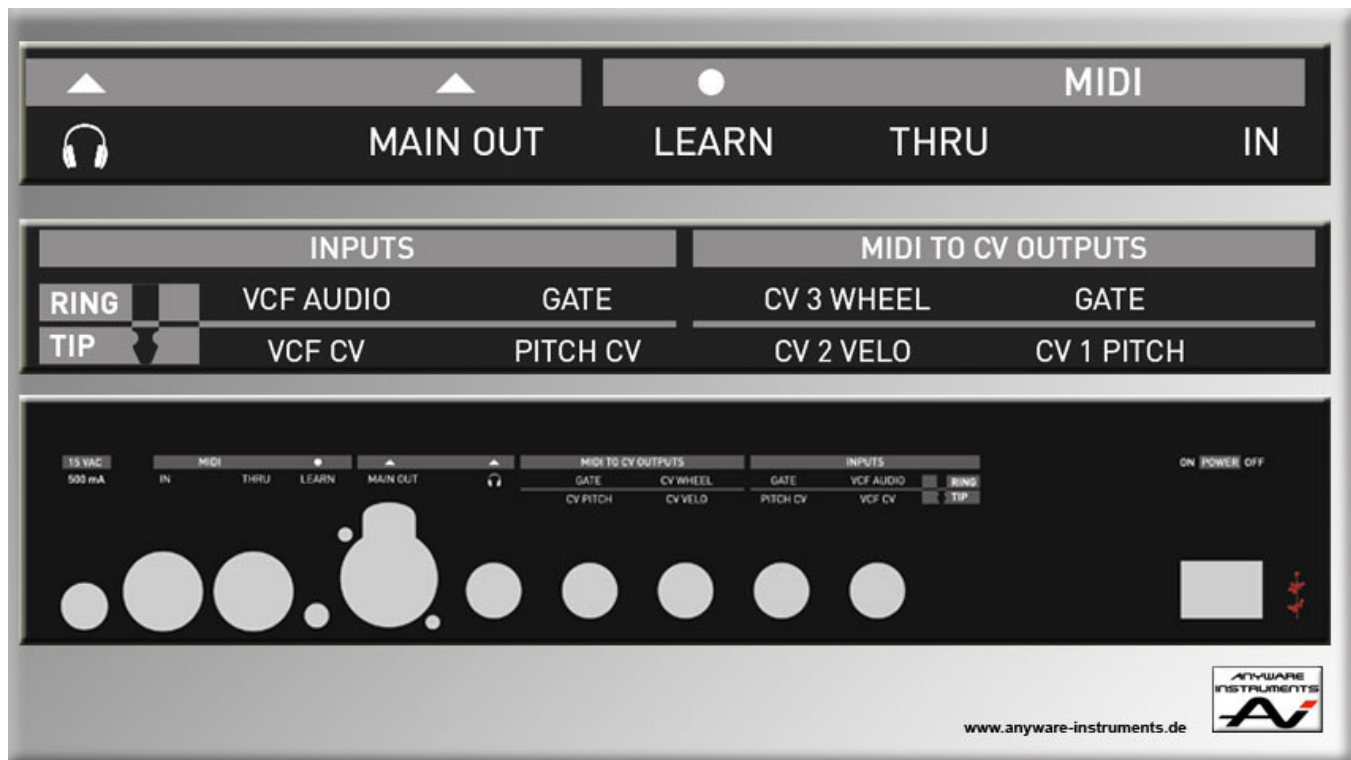 MIDI
MAIN OUT LEARN THRU IN
INPUTS MIDI TO CV OUTPUTS
RING VCF AUDIO GATE CV 3 WHEEL GATE
TIP VCF CV PITCH CV CV 2 VELO CV 1 PITCH
15 VAC MIDI MIDI TO CV OUTPUTS INPUTS ON POWER OFF
500 mA IN THRU LEARN MAIN OUT GATE CV WHEEL GATE VCF AUDIO RING
CV PITCH CV VELO PITCH CV VCF CV TIP
ANYWARE
INSTRUMENTS
Ai
www.anyware-instruments.de